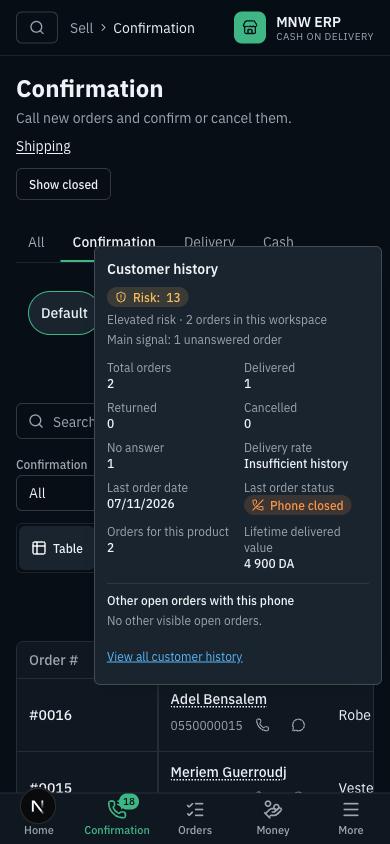 Sell > Confirmation
MNW ERP
CASH ON DELIVERY
Confirmation
Call new orders and confirm or cancel them.
Shipping
Show closed
All Confirmation Delivery Cash
Default
Search
Confirmation
All
Table
Customer history
Risk: 13
Elevated risk · 2 orders in this workspace
Main signal: 1 unanswered order
Total orders Delivered
2 1
Returned Cancelled
0 0
No answer Delivery rate
1 Insufficient history
Last order date Last order status
07/11/2026 Phone closed
Orders for this product Lifetime delivered
2 value
4 900 DA
Other open orders with this phone
No other visible open orders.
View all customer history
Order #
#0016 Adel Bensalem Robe
0550000015
#0015 Meriem Guerroudj Veste
N 18
Home Confirmation Orders Money More